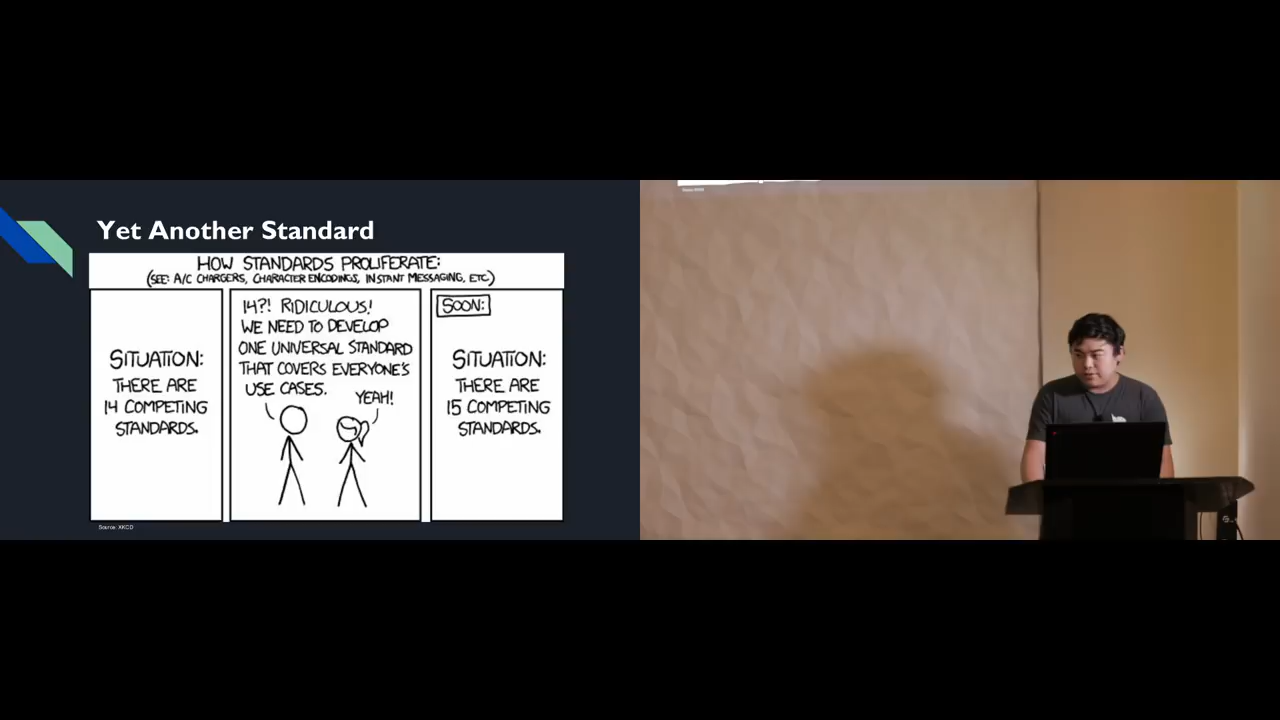 Yet Another Standard
HOW STANDARDS PROLIFERATE:
(SEE: A/C CHARGERS, CHARACTER ENCODINGS, INSTANT MESSAGING, ETC.)
SITUATION:
THERE ARE
14 COMPETING
STANDARDS.
14?! RIDICULOUS!
WE NEED TO DEVELOP
ONE UNIVERSAL STANDARD
THAT COVERS EVERYONE'S
USE CASES.
YEAH!
SOON:
SITUATION:
THERE ARE
15 COMPETING
STANDARDS.
Source: XKCD